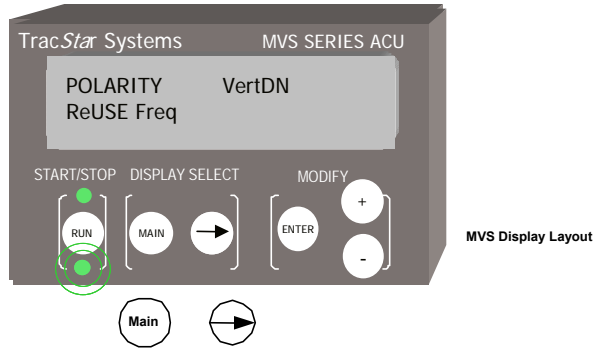 TracStar Systems MVS SERIES ACU
POLARITY VertDN
ReUSE Freq
START/STOP DISPLAY SELECT MODIFY
RUN MAIN ENTER + -
MVS Display Layout
Main